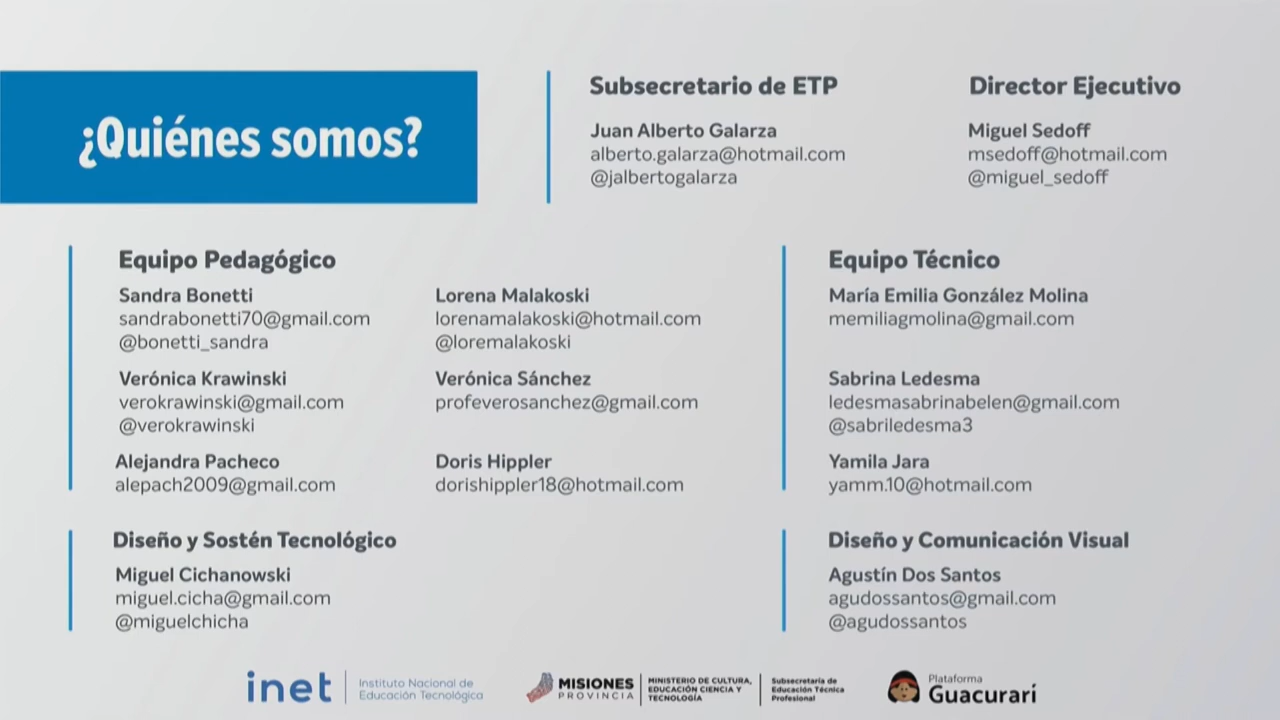 ¿Quiénes somos?
Subsecretario de ETP
Juan Alberto Galarza
alberto.galarza@hotmail.com
@jalbertogalarza
Director Ejecutivo
Miguel Sedoff
msedoff@hotmail.com
@miguel_sedoff
Equipo Pedagógico
Sandra Bonetti
sandrabonetti70@gmail.com
@bonetti_sandra
Lorena Malakoski
lorenamalakoski@hotmail.com
@loremalakoski
Verónica Krawinski
verokrawinski@gmail.com
@verokrawinski
Verónica Sánchez
profeverosanchez@gmail.com
Alejandra Pacheco
alepach2009@gmail.com
Doris Hippler
dorishippler18@hotmail.com
Equipo Técnico
María Emilia González Molina
memiliagmolina@gmail.com
Sabrina Ledesma
ledesmasabrinabelen@gmail.com
@sabriledesma3
Yamila Jara
yamm.10@hotmail.com
Diseño y Sostén Tecnológico
Miguel Cichanowski
miguel.cicha@gmail.com
@miguelchicha
Diseño y Comunicación Visual
Agustín Dos Santos
agudossantos@gmail.com
@agudossantos
inet
Instituto Nacional de
Educación Tecnológica
MISIONES
PROVINCIA
MINISTERIO DE CULTURA,
EDUCACIÓN CIENCIA Y
TECNOLOGÍA
Subsecretaría de
Educación Técnica
Profesional
Plataforma
Guacurarí